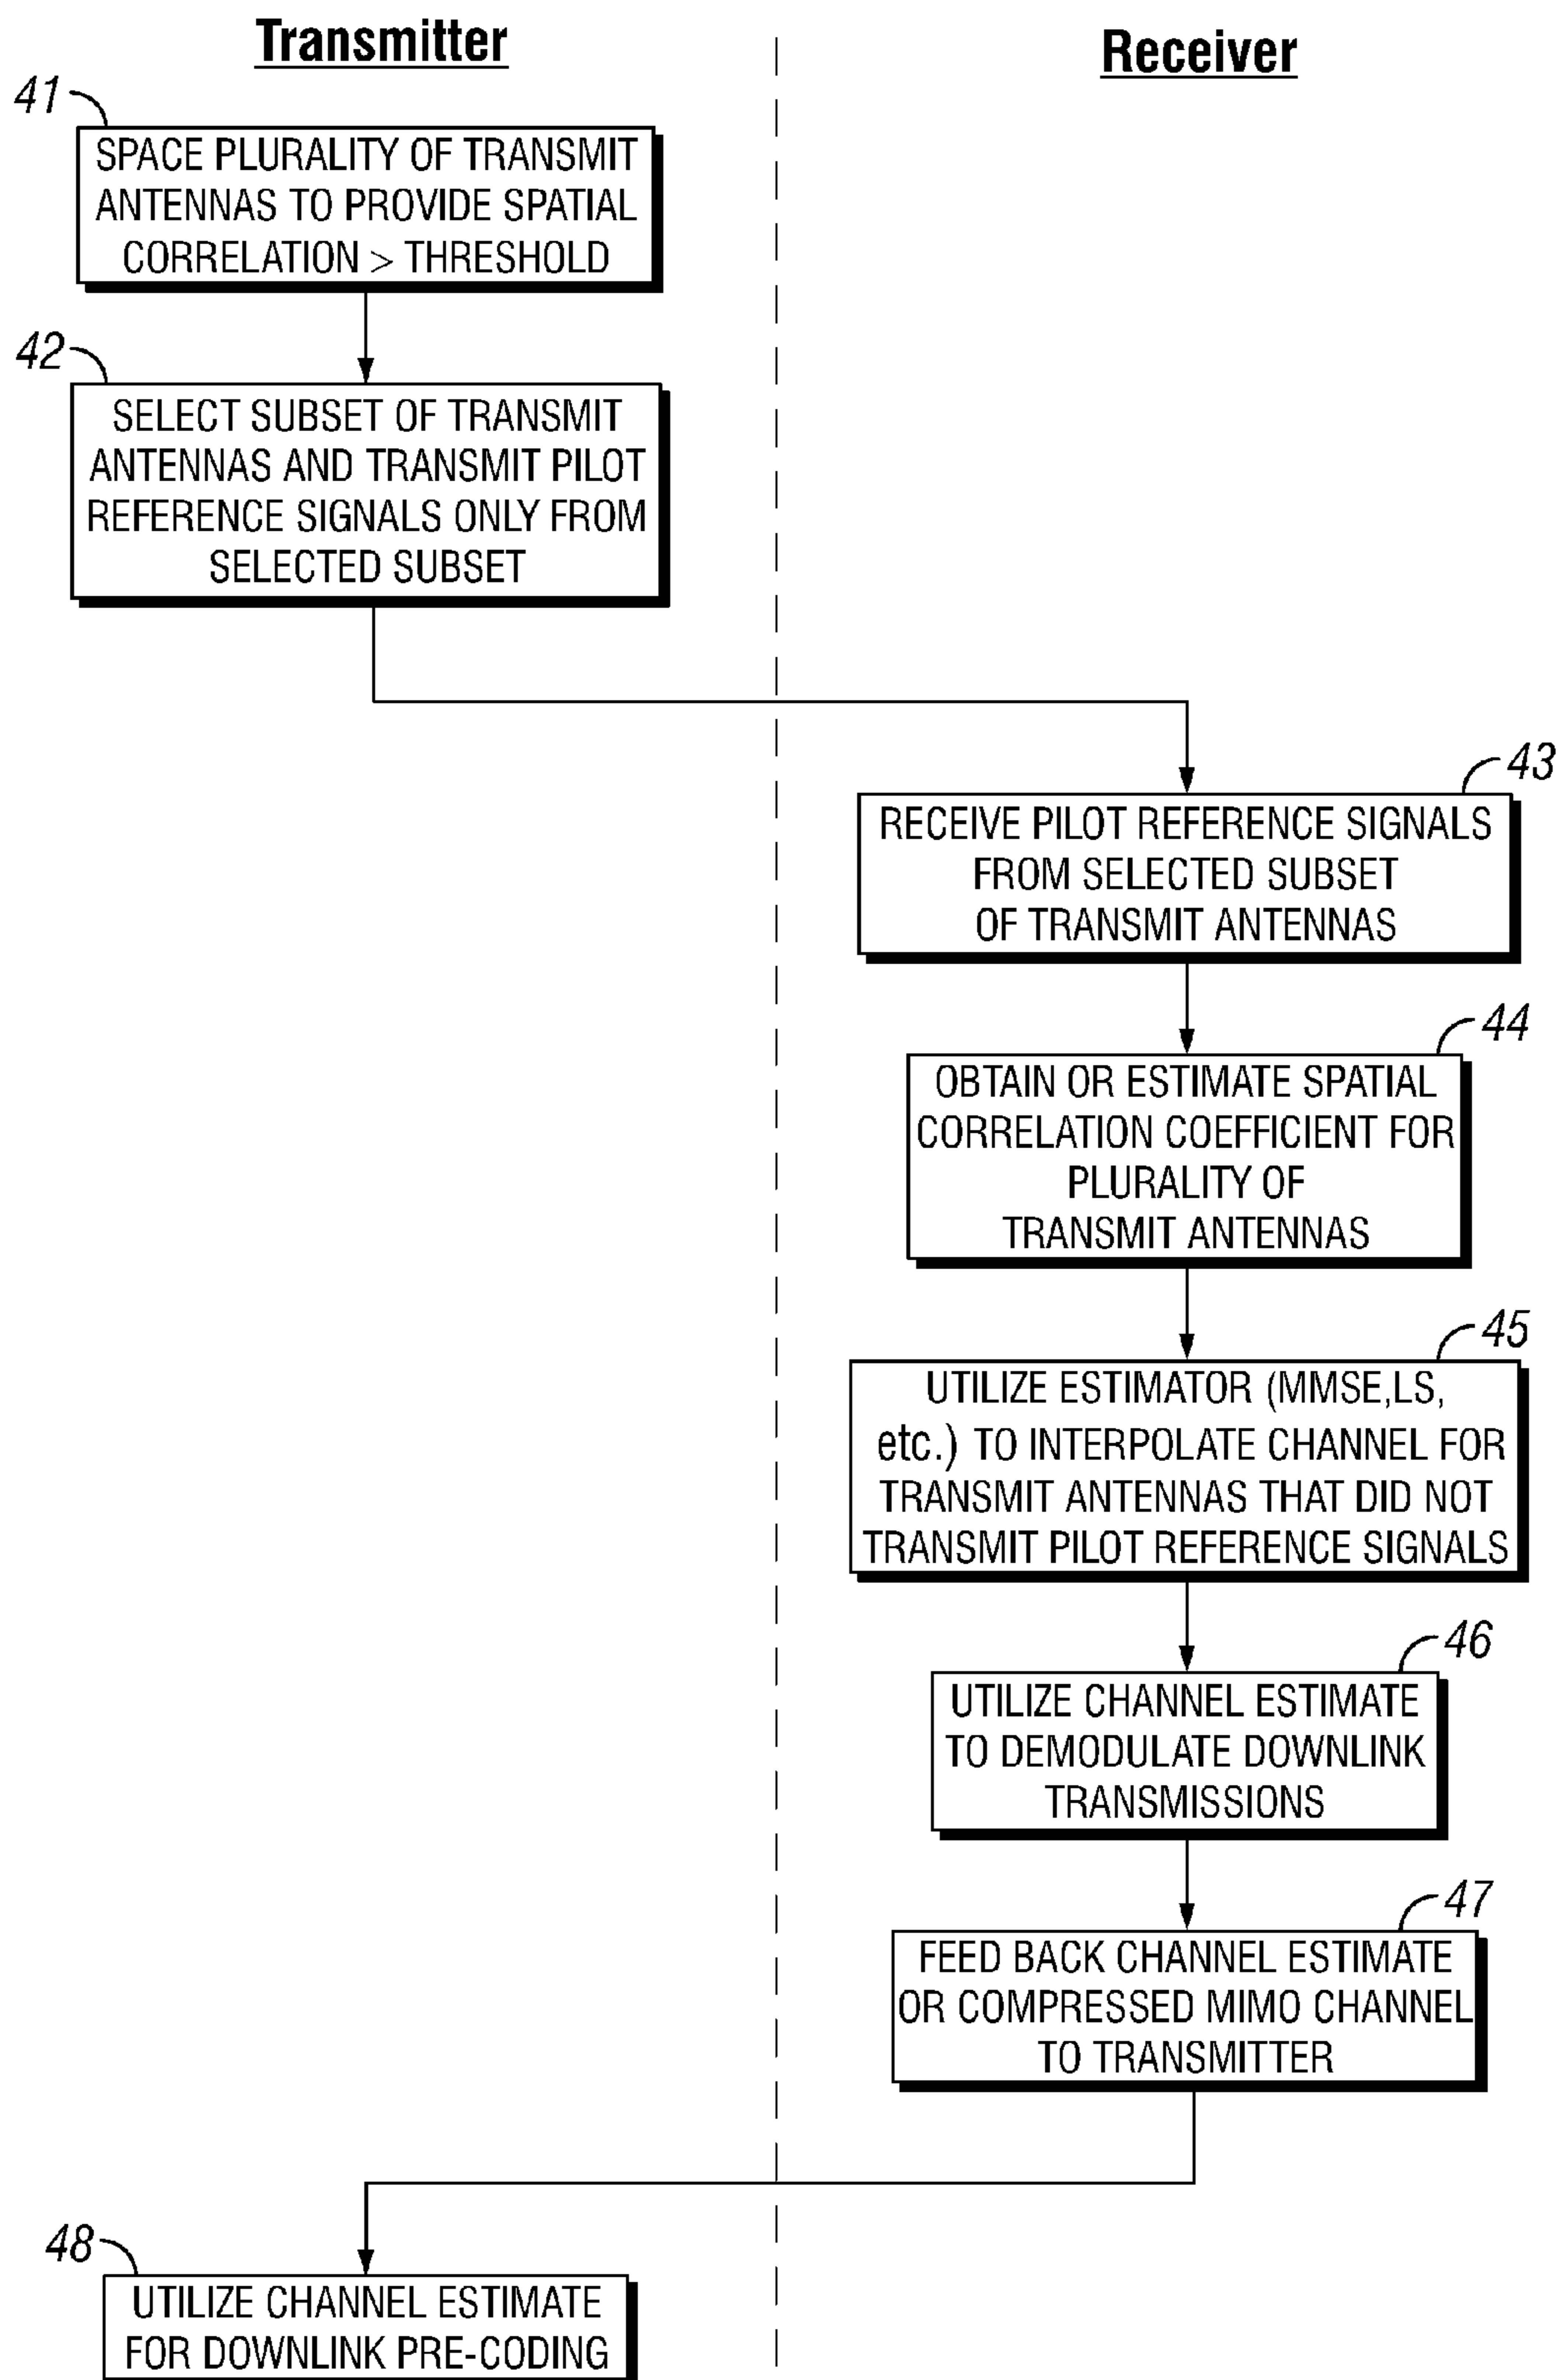 Transmitter
Receiver
41
SPACE PLURALITY OF TRANSMIT
ANTENNAS TO PROVIDE SPATIAL
CORRELATION > THRESHOLD
42
SELECT SUBSET OF TRANSMIT
ANTENNAS AND TRANSMIT PILOT
REFERENCE SIGNALS ONLY FROM
SELECTED SUBSET
43
RECEIVE PILOT REFERENCE SIGNALS
FROM SELECTED SUBSET
OF TRANSMIT ANTENNAS
44
OBTAIN OR ESTIMATE SPATIAL
CORRELATION COEFFICIENT FOR
PLURALITY OF
TRANSMIT ANTENNAS
45
UTILIZE ESTIMATOR (MMSE,LS,
etc.) TO INTERPOLATE CHANNEL FOR
TRANSMIT ANTENNAS THAT DID NOT
TRANSMIT PILOT REFERENCE SIGNALS
46
UTILIZE CHANNEL ESTIMATE
TO DEMODULATE DOWNLINK
TRANSMISSIONS
47
FEED BACK CHANNEL ESTIMATE
OR COMPRESSED MIMO CHANNEL
TO TRANSMITTER
48
UTILIZE CHANNEL ESTIMATE
FOR DOWNLINK PRE-CODING